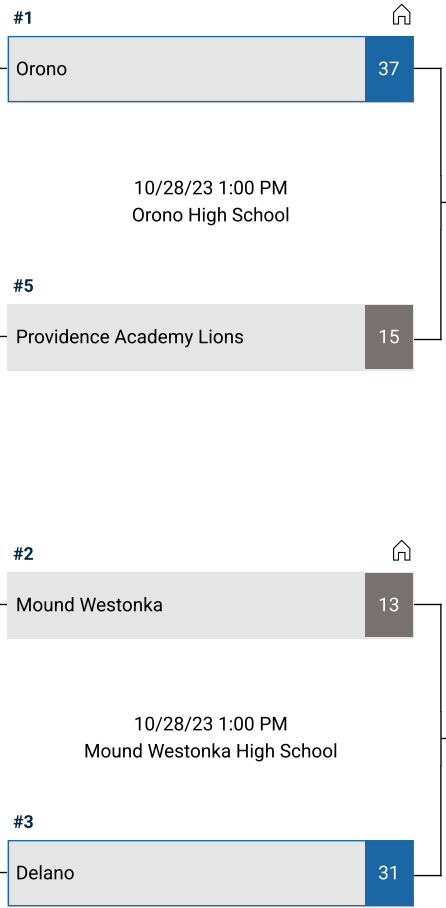 #1
Orono
37
10/28/23 1:00 PM
Orono High School
#5
Providence Academy Lions
15
#2
Mound Westonka
13
10/28/23 1:00 PM
Mound Westonka High School
#3
Delano
31